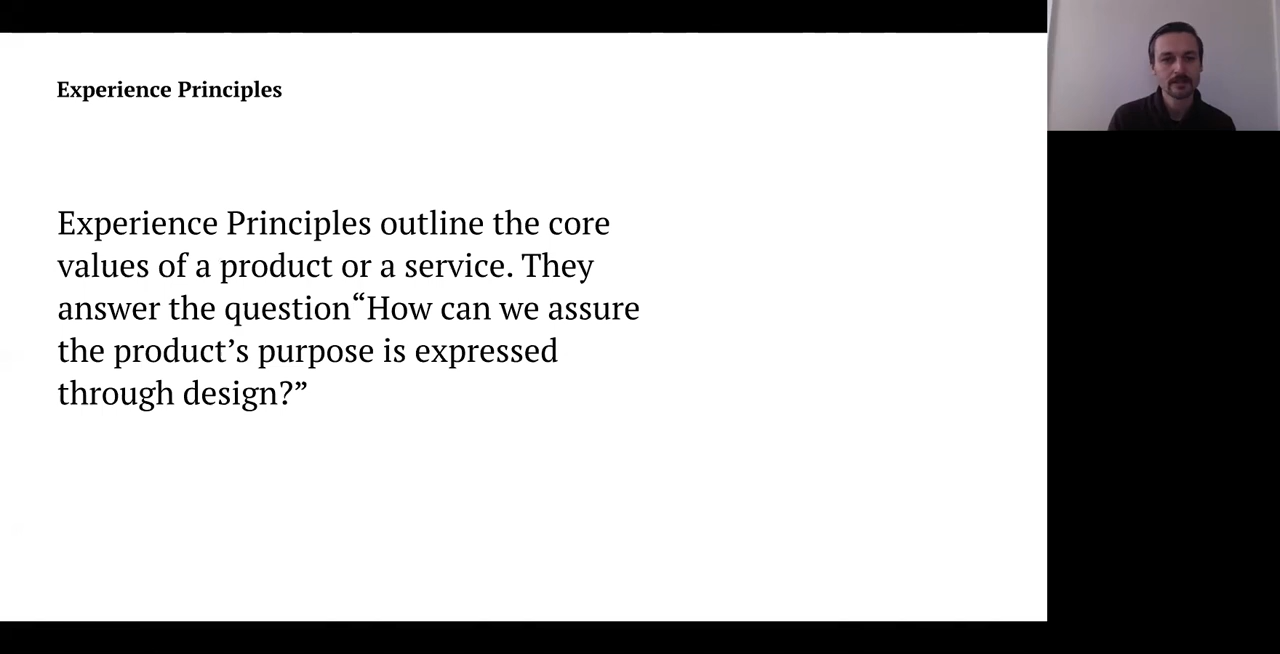 Experience Principles
Experience Principles outline the core
values of a product or a service. They
answer the question“How can we assure
the product’s purpose is expressed
through design?”